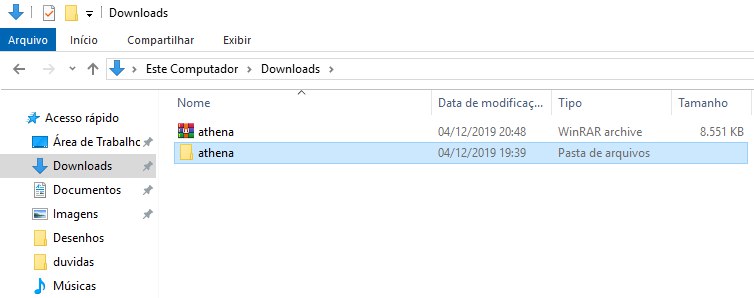 Downloads
Arquivo Início Compartilhar Exibir
Este Computador Downloads
Nome Data de modificaç... Tipo Tamanho
Acesso rápido
athena 04/12/2019 20:48 WinRAR archive 8.551 KB
Área de Trabalho
athena 04/12/2019 19:39 Pasta de arquivos
Downloads
Documentos
Imagens
Desenhos
duvidas
Músicas